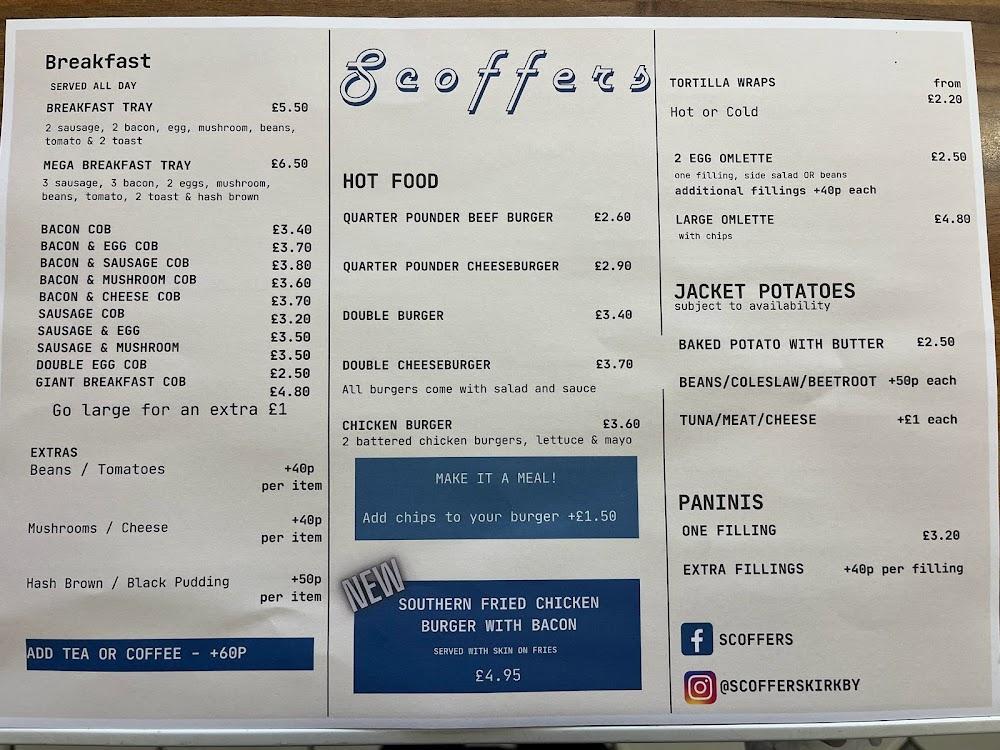 Breakfast
SERVED ALL DAY
BREAKFAST TRAY £5.50
2 sausage, 2 bacon, egg, mushroom, beans,
tomato & 2 toast
MEGA BREAKFAST TRAY £6.50
3 sausage, 3 bacon, 2 eggs, mushroom,
beans, tomato, 2 toast & hash brown
BACON COB £3.40
BACON & EGG COB £3.70
BACON & SAUSAGE COB £3.80
BACON & MUSHROOM COB £3.60
BACON & CHEESE COB £3.70
SAUSAGE COB £3.20
SAUSAGE & EGG £3.50
SAUSAGE & MUSHROOM £3.50
DOUBLE EGG COB £2.50
GIANT BREAKFAST COB £4.80
Go large for an extra £1
EXTRAS
Beans / Tomatoes +40p
per item
Mushrooms / Cheese +40p
per item
Hash Brown / Black Pudding +50p
per item
ADD TEA OR COFFEE - +60P
Scoffers
HOT FOOD
QUARTER POUNDER BEEF BURGER £2.60
QUARTER POUNDER CHEESEBURGER £2.90
DOUBLE BURGER £3.40
DOUBLE CHEESEBURGER £3.70
All burgers come with salad and sauce
CHICKEN BURGER £3.60
2 battered chicken burgers, lettuce & mayo
MAKE IT A MEAL!
Add chips to your burger +£1.50
NEW
SOUTHERN FRIED CHICKEN
BURGER WITH BACON
SERVED WITH SKIN ON FRIES
£4.95
TORTILLA WRAPS from
£2.20
Hot or Cold
2 EGG OMLETTE £2.50
one filling, side salad OR beans
additional fillings +40p each
LARGE OMLETTE £4.80
with chips
JACKET POTATOES
subject to availability
BAKED POTATO WITH BUTTER £2.50
BEANS/COLESLAW/BEETROOT +50p each
TUNA/MEAT/CHEESE +£1 each
PANINIS
ONE FILLING £3.20
EXTRA FILLINGS +40p per filling
SCOFFERS
@SCOFFERSKIRKBY